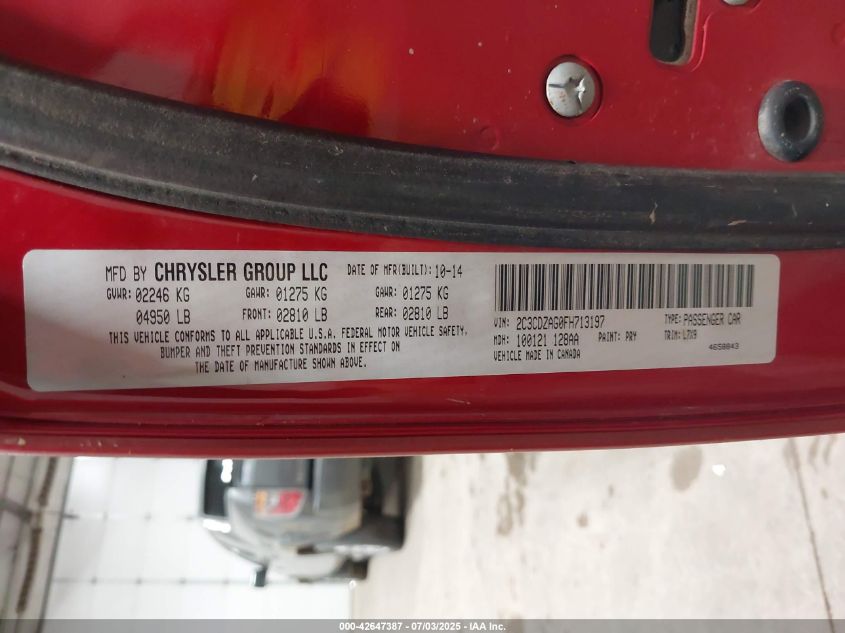 MFD BY CHRYSLER GROUP LLC DATE OF MFR(BUILT): 10-14
GVWR: 02246 KG GAWR: 01275 KG GAWR: 01275 KG
04950 LB FRONT: 02810 LB REAR: 02810 LB
THIS VEHICLE CONFORMS TO ALL APPLICABLE U.S.A. FEDERAL MOTOR VEHICLE SAFETY,
BUMPER AND THEFT PREVENTION STANDARDS IN EFFECT ON
THE DATE OF MANUFACTURE SHOWN ABOVE.
VIN: 2C3CDZAG0FH713197 TYPE: PASSENGER CAR
MDH: 100121 128AA PAINT: PRY TRIM: L7X9
VEHICLE MADE IN CANADA 4658843
000-42647387 - 07/03/2025 - IAA Inc.